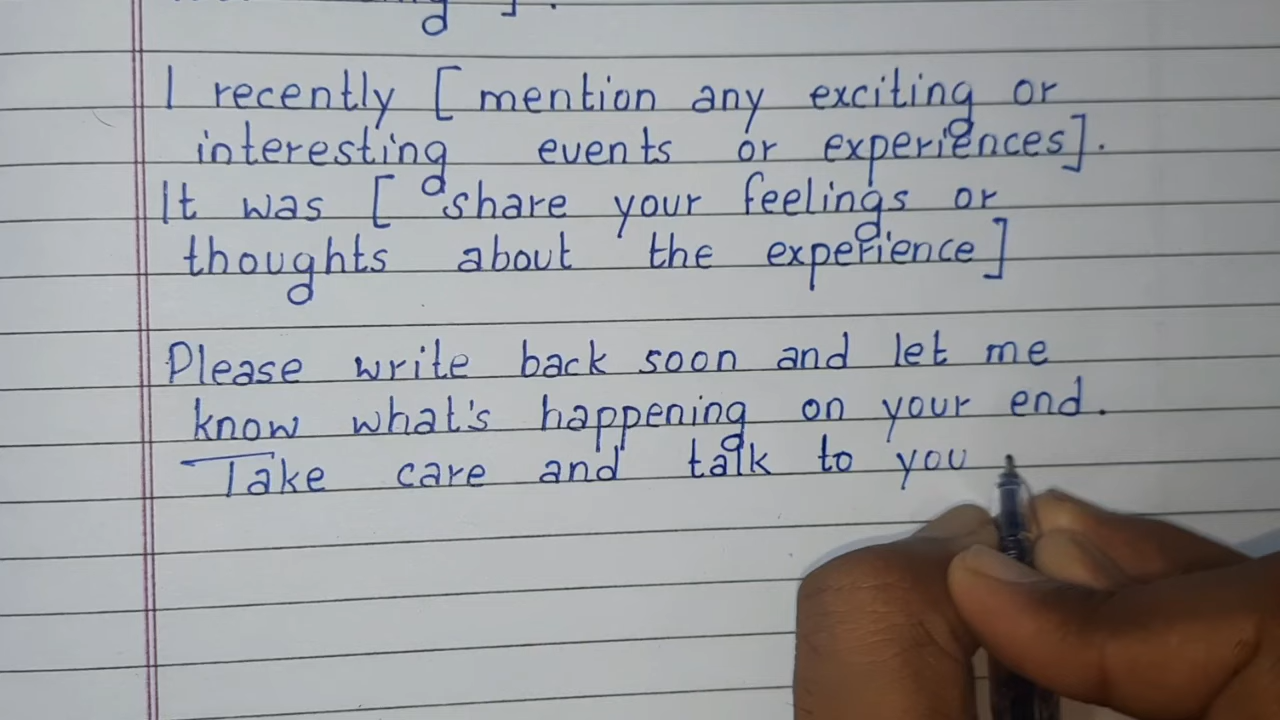 I recently [ mention any exciting or
interesting events or experiences].
It was [ share your feelings or
thoughts about the experience]
Please write back soon and let me
know what's happening on your end.
Take care and talk to you